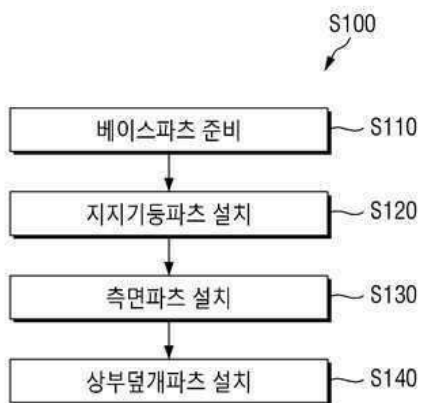 S100
베이스파츠 준비 S110
지지기둥파츠 설치 S120
측면파츠 설치 S130
상부덮개파츠 설치 S140